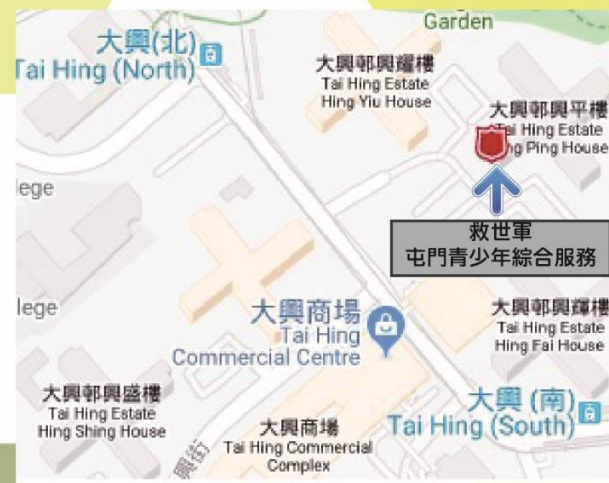 Garden
大興(北)
Tai Hing (North)
大興邨興耀樓
Tai Hing Estate
Hing Yiu House
大興邨興平樓
Tai Hing Estate
Hing Ping House
lege
救世軍
屯門青少年綜合服務
lege
大興商場
Tai Hing
Commercial Centre
大興邨興輝樓
Tai Hing Estate
Hing Fai House
大興邨興盛樓
Tai Hing Estate
Hing Shing House
大興商場
Tai Hing Commercial
Complex
大興 (南)
Tai Hing (South)
興街